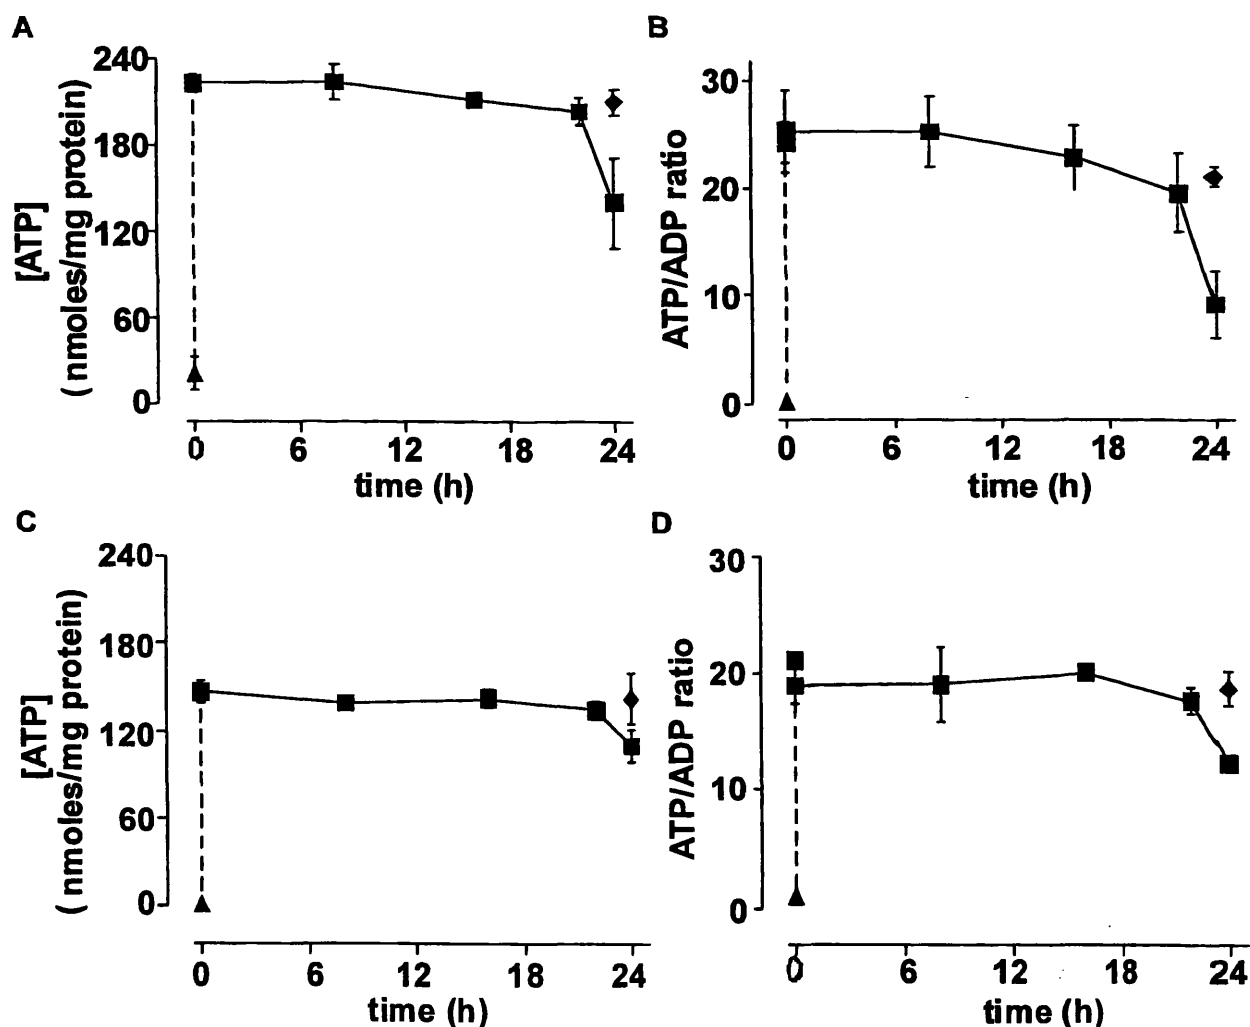 A
240
180
120
60
0
[ATP]
(nmoles/mg protein)
0 6 12 18 24
time (h)
B
30
20
10
0
ATP/ADP ratio
0 6 12 18 24
time (h)
C
240
180
120
60
0
[ATP]
(nmoles/mg protein)
0 6 12 18 24
time (h)
D
30
20
10
0
ATP/ADP ratio
0 6 12 18 24
time (h)